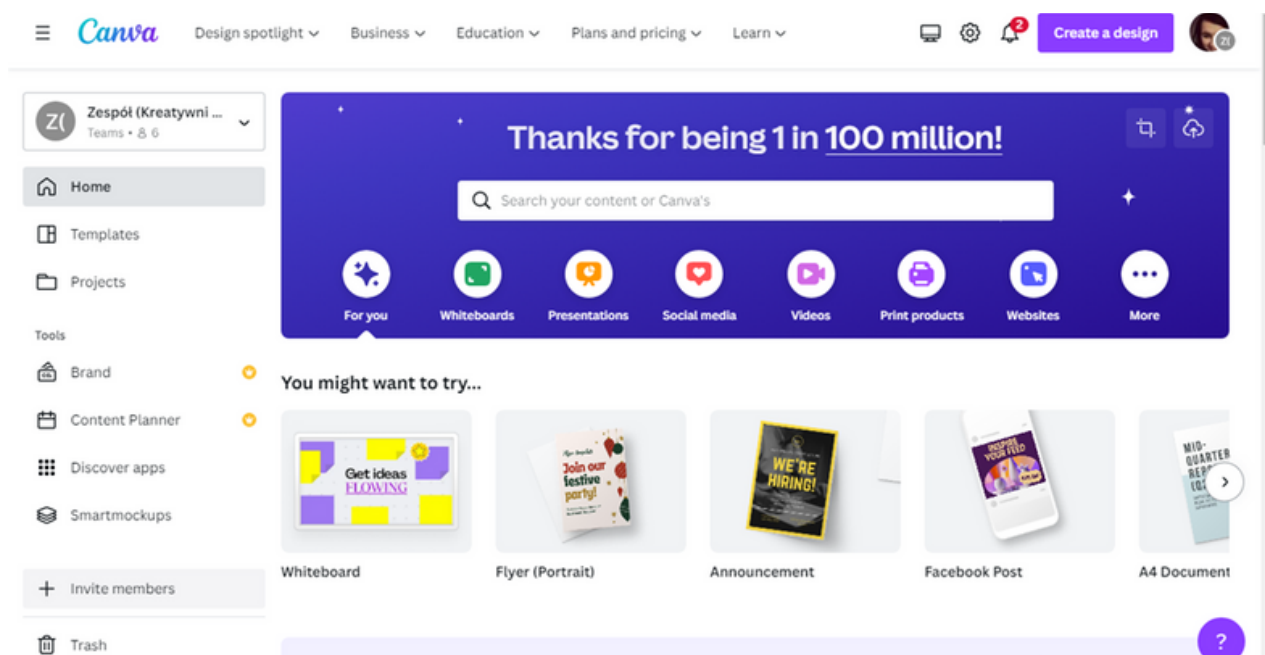 Canva
Design spotlight
Business
Education
Plans and pricing
Learn
2
Create a design
Z(
Z(
Zespół (Kreatywni ...
Teams • 6
Home
Templates
Projects
Tools
Brand
Content Planner
Discover apps
Smartmockups
Invite members
Trash
Thanks for being 1 in 100 million!
Search your content or Canva's
For you
Whiteboards
Presentations
Social media
Videos
Print products
Websites
More
You might want to try...
Get ideas
FLOWING
Join our
festive
party!
WE'RE
HIRING!
INSPIRE
YOUR FEED
MID-
QUARTER
Whiteboard
Flyer (Portrait)
Announcement
Facebook Post
A4 Document
?